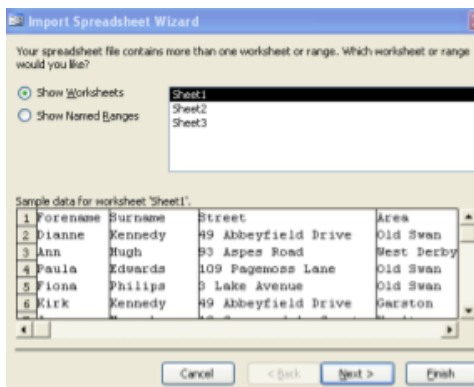 Import Spreadsheet Wizard
Your spreadsheet file contains more than one worksheet or range. Which worksheet or range
would you like?
Show Worksheets
Show Named Ranges
Sheet1
Sheet2
Sheet3
Sample data for worksheet 'Sheet1'.
1 Forename Surname Street Area
2 Dianne Kennedy 49 Abbeyfield Drive Old Swan
3 Ann Hugh 93 Aspes Road West Derby
4 Paula Edwards 109 Pagemoss Lane Old Swan
5 Fiona Philips 3 Lake Avenue Old Swan
6 Kirk Kennedy 49 Abbeyfield Drive Garston
Cancel < Back Next > Finish